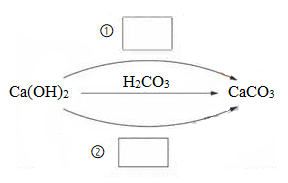 ①
H₂CO₃
Ca(OH)₂ CaCO₃
②